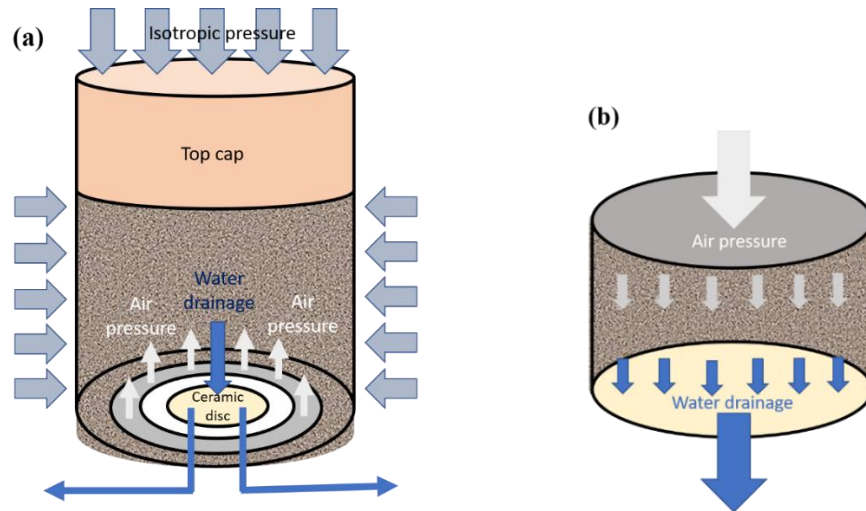 (a)
Isotropic pressure
Top cap
Water
drainage
Air
pressure
Air
pressure
Ceramic
disc
(b)
Air pressure
Water drainage